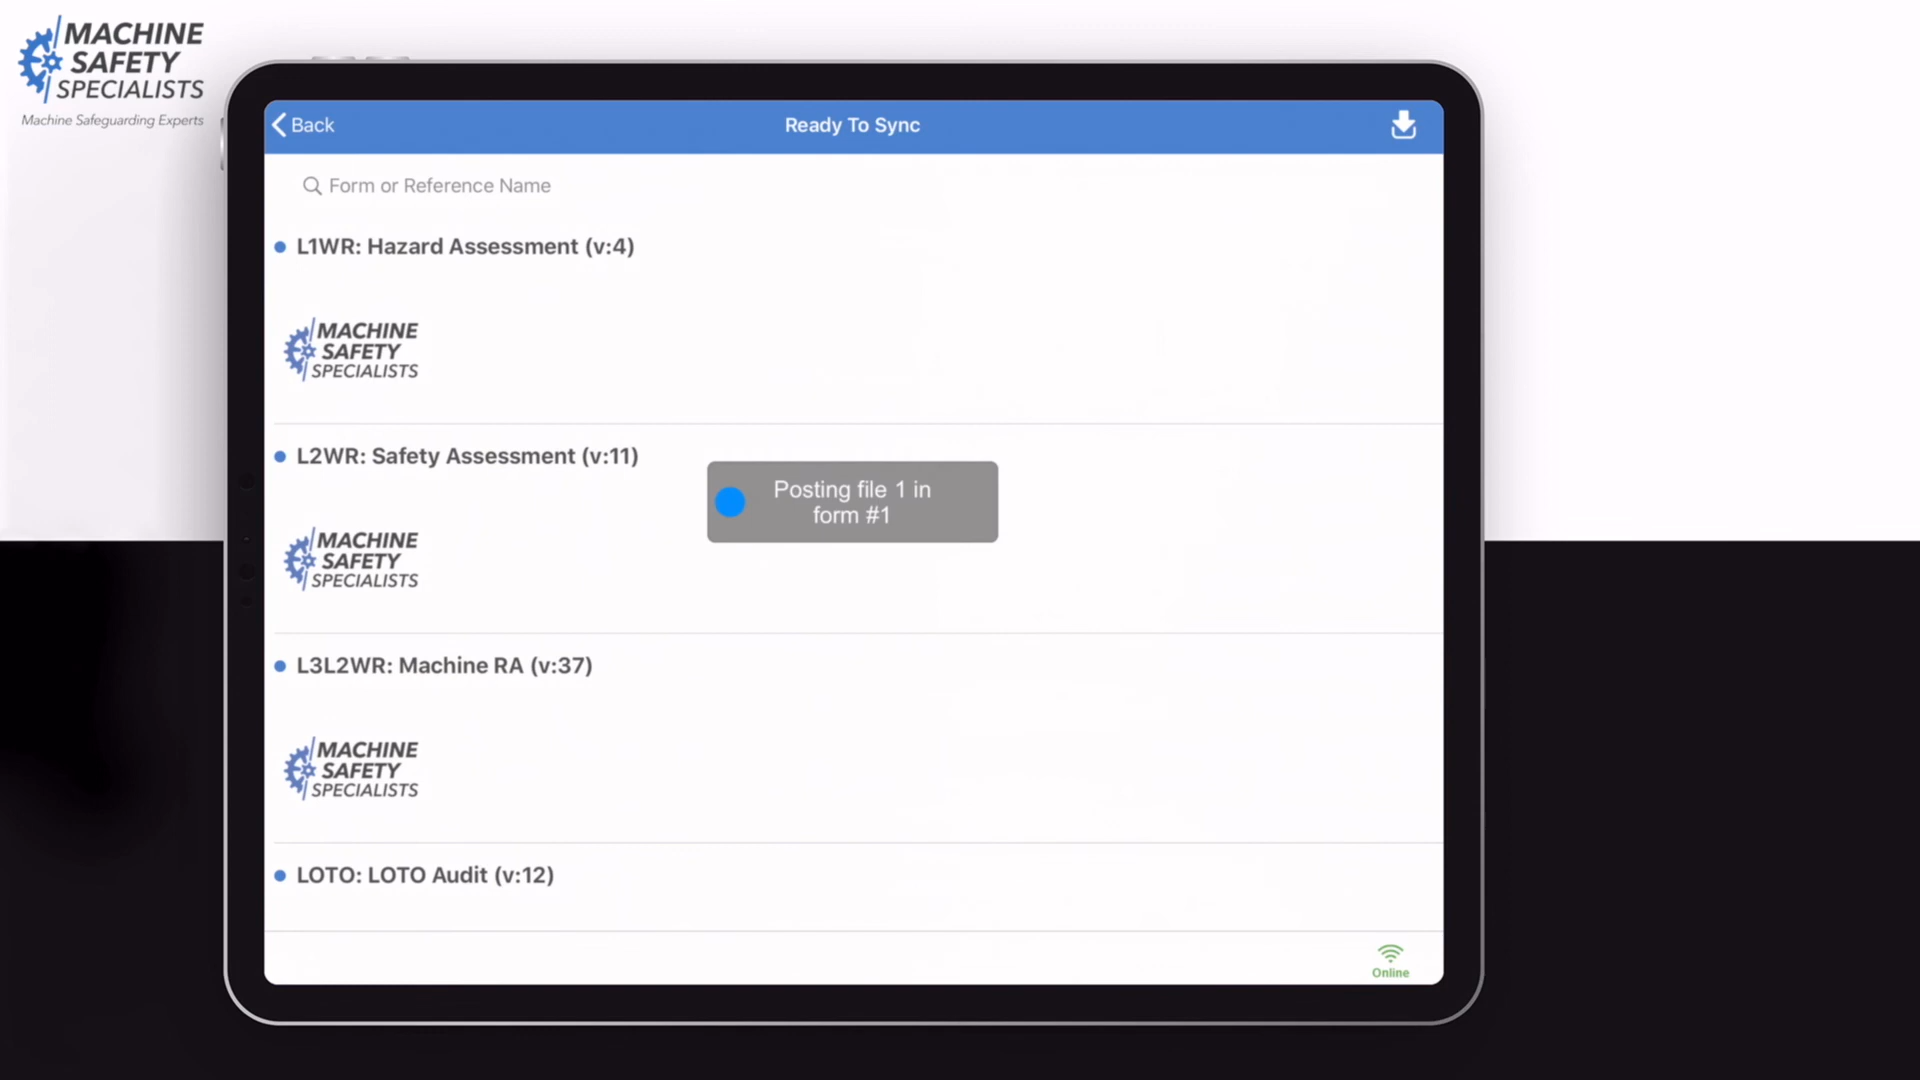 MACHINE
SAFETY
SPECIALISTS
Machine Safeguarding Experts
Back
Ready To Sync
Form or Reference Name
L1WR: Hazard Assessment (v:4)
MACHINE
SAFETY
SPECIALISTS
L2WR: Safety Assessment (v:11)
Posting file 1 in
form #1
MACHINE
SAFETY
SPECIALISTS
L3L2WR: Machine RA (v:37)
MACHINE
SAFETY
SPECIALISTS
LOTO: LOTO Audit (v:12)
Online